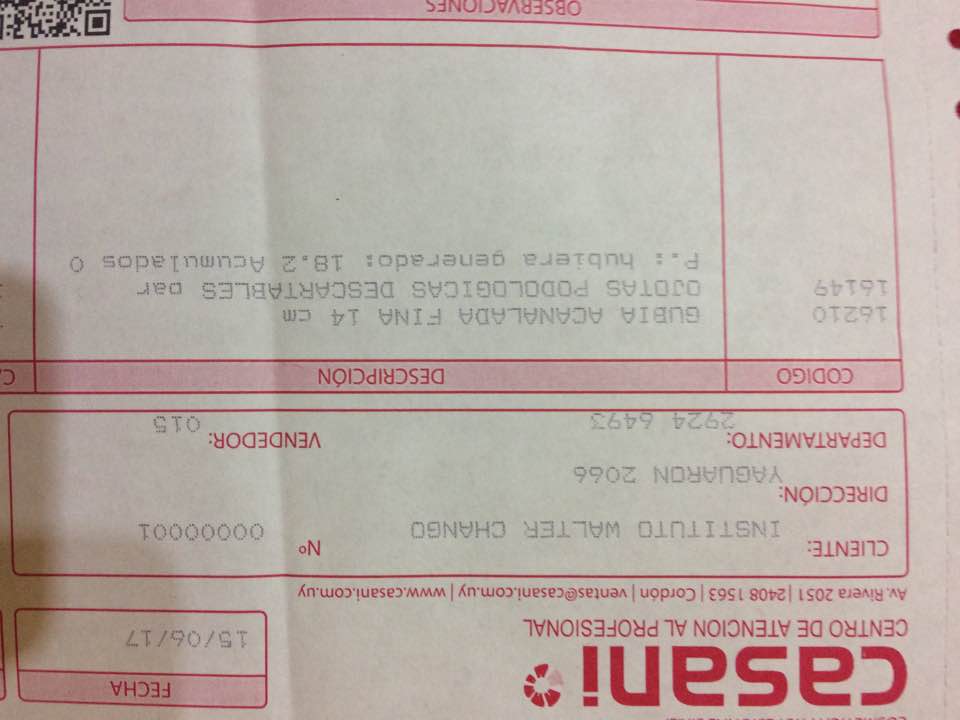 casani
CENTRO DE ATENCION AL PROFESIONAL
Av. Rivera 2051 | 2408 1563 | Cordón | ventas@casani.com.uy | www.casani.com.uy
FECHA
15/06/17
CLIENTE: INSTITUTO WALTER CHANGO Nº 00000001
DIRECCIÓN: YAGUARON 2066
DEPARTAMENTO: 2924 6493 VENDEDOR: 015
CODIGO DESCRIPCIÓN
16210 GUBIA ACANALADA FINA 14 cm
16149 OJOTAS PODOLOGICAS DESCARTABLES par
P.: hubiera generado: 18.2 Acumulados 0
OBSERVACIONES